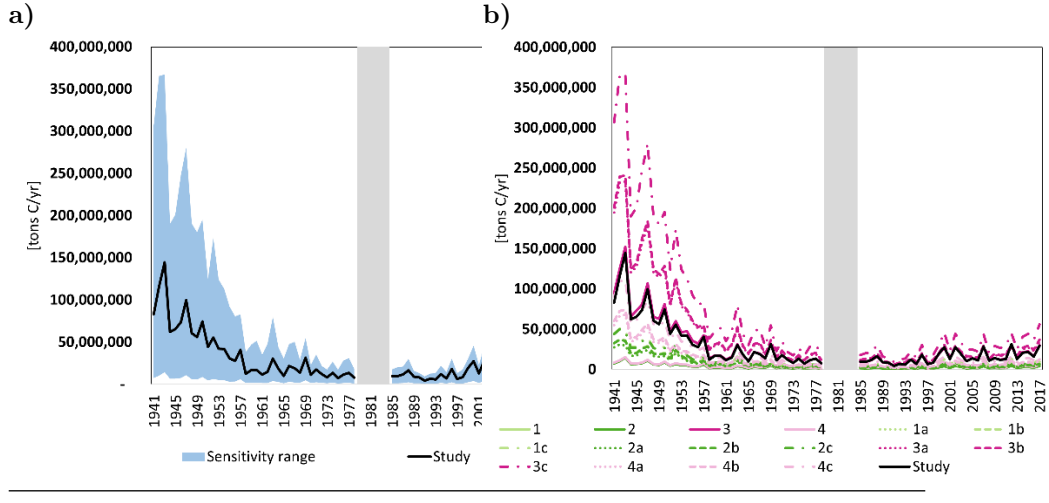 a)
b)
400,000,000
350,000,000
300,000,000
250,000,000
200,000,000
150,000,000
100,000,000
50,000,000
-
[tons C/yr]
1941 1945 1949 1953 1957 1961 1965 1969 1973 1977 1981 1985 1989 1993 1997 2001
Sensitivity range Study
400,000,000
350,000,000
300,000,000
250,000,000
200,000,000
150,000,000
100,000,000
50,000,000
0
[tons C/yr]
1941 1945 1949 1953 1957 1961 1965 1969 1973 1977 1981 1985 1989 1993 1997 2001 2005 2009 2013 2017
1 2 3 4 1a 1b
1c 2a 2b 2c 3a 3b
3c 4a 4b 4c Study